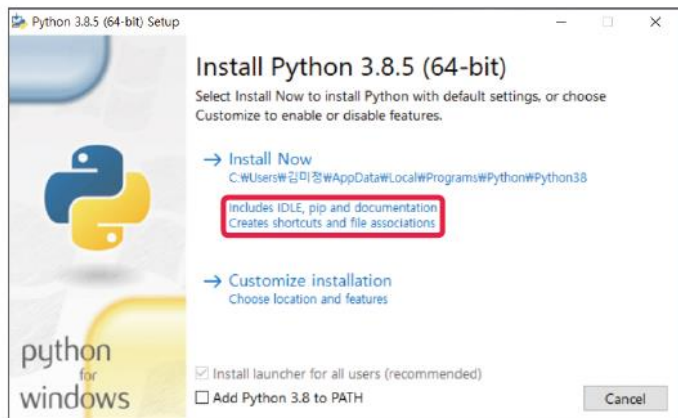 Python 3.8.5 (64-bit) Setup
Install Python 3.8.5 (64-bit)
Select Install Now to install Python with default settings, or choose
Customize to enable or disable features.
→ Install Now
C:₩Users₩김미정₩AppData₩Local₩Programs₩Python₩Python38
Includes IDLE, pip and documentation
Creates shortcuts and file associations
→ Customize installation
Choose location and features
python
for
windows
Install launcher for all users (recommended)
Add Python 3.8 to PATH
Cancel